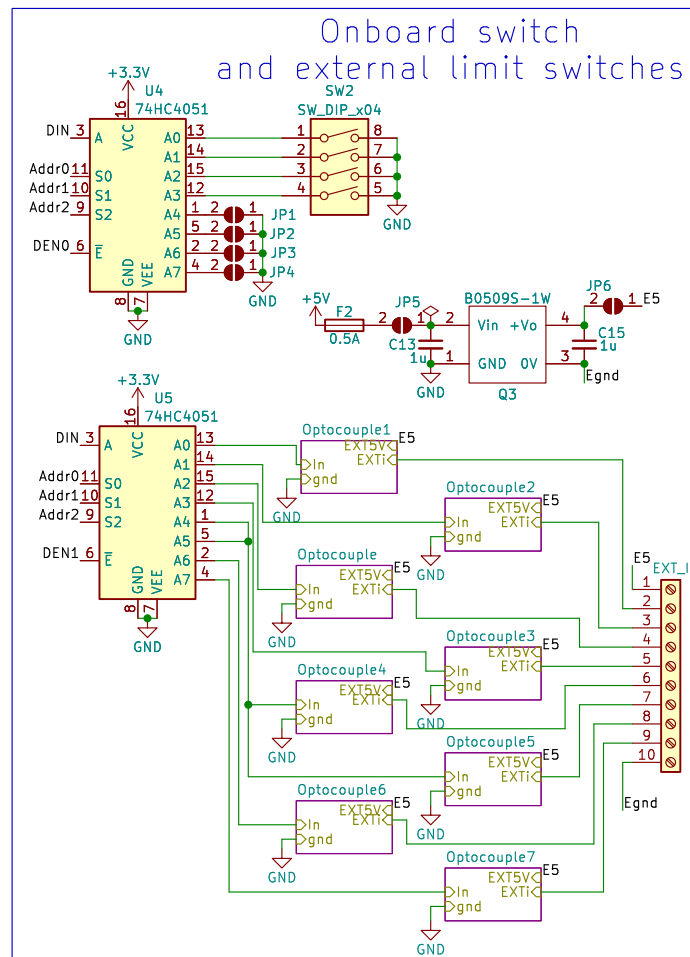 Onboard switch
and external limit switches
+3.3V
U4
74HC4051
16
VCC
DIN 3 A
Addr0 11 S0
Addr1 10 S1
Addr2 9 S2
DEN0 6 E
A0 13
A1 14
A2 15
A3 12
A4 1
A5 5
A6 2
A7 4
GND
VEE
8
7
GND
SW2
SW_DIP_x04
1 8
2 7
3 6
4 5
GND
2 1 JP1
2 1 JP2
2 1 JP3
2 1 JP4
GND
+5V
F2
0.5A
JP5
2 1
C13
1u
GND
B0509S-1W
2 Vin +Vo 4
1 GND 0V 3
Q3
JP6
2 1 E5
C15
1u
Egnd
+3.3V
U5
74HC4051
16
VCC
DIN 3 A
Addr0 11 S0
Addr1 10 S1
Addr2 9 S2
DEN1 6 E
A0 13
A1 14
A2 15
A3 12
A4 1
A5 5
A6 2
A7 4
GND
VEE
8
7
GND
Optocouple1
EXT5V E5
In EXTi
gnd
GND
Optocouple2
EXT5V E5
In EXTi
gnd
GND
Optocouple
EXT5V E5
In EXTi
gnd
GND
Optocouple3
EXT5V E5
In EXTi
gnd
GND
Optocouple4
EXT5V E5
In EXTi
gnd
GND
Optocouple5
EXT5V E5
In EXTi
gnd
GND
Optocouple6
EXT5V E5
In EXTi
gnd
GND
Optocouple7
EXT5V E5
In EXTi
gnd
GND
E5
EXT_I
1
2
3
4
5
6
7
8
9
10
Egnd